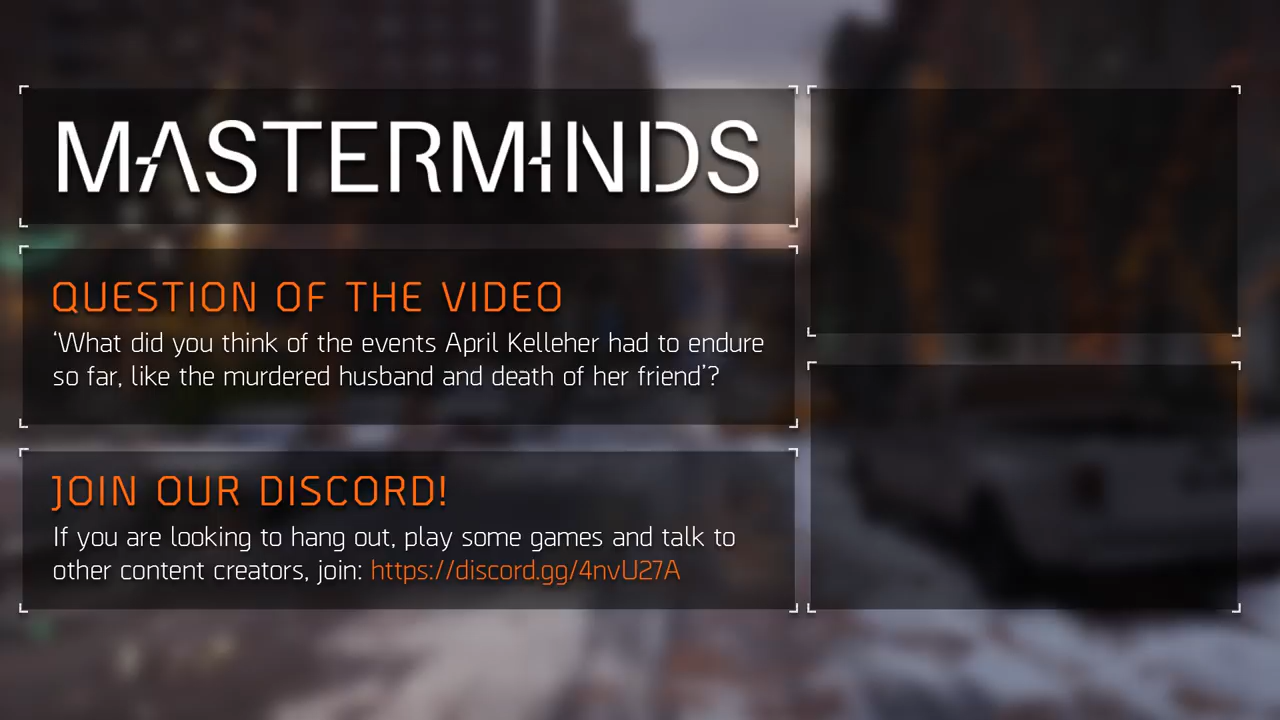 MASTERMINDS
QUESTION OF THE VIDEO
‘What did you think of the events April Kelleher had to endure
so far, like the murdered husband and death of her friend’?
JOIN OUR DISCORD!
If you are looking to hang out, play some games and talk to
other content creators, join: https://discord.gg/4nvU27A